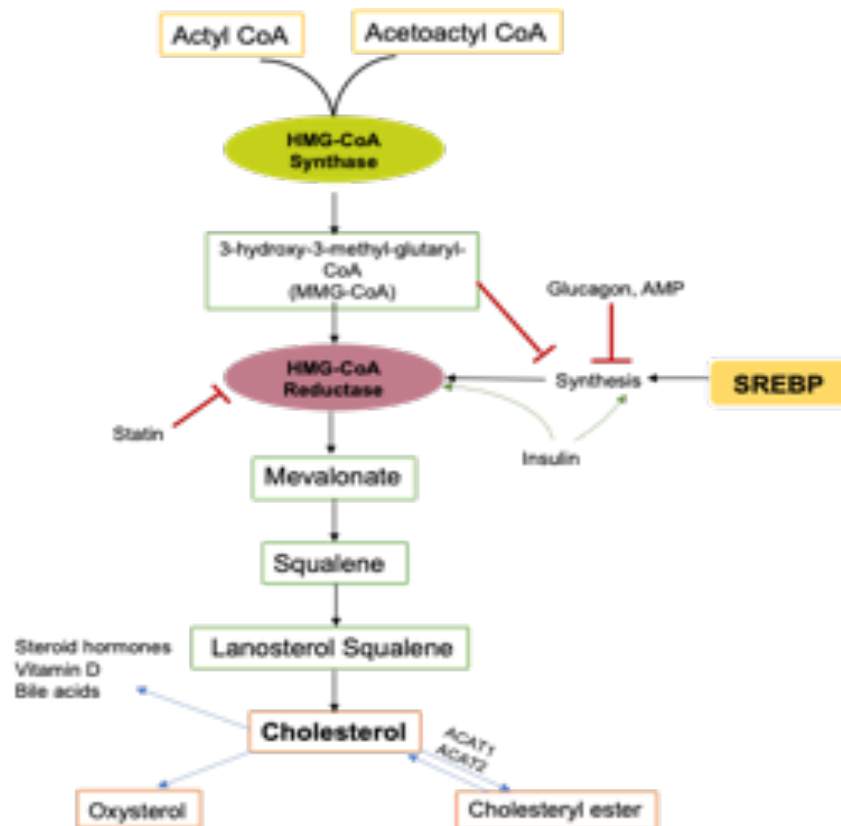 Actyl CoA
Acetoactyl CoA
HMG-CoA
Synthase
3-hydroxy-3-methyl-glutaryl-
CoA
(MMG-CoA)
Glucagon, AMP
HMG-CoA
Reductase
Synthesis
SREBP
Statin
Insulin
Mevalonate
Squalene
Lanosterol Squalene
Steroid hormones
Vitamin D
Bile acids
Cholesterol
ACAT1
ACAT2
Oxysterol
Cholesteryl ester